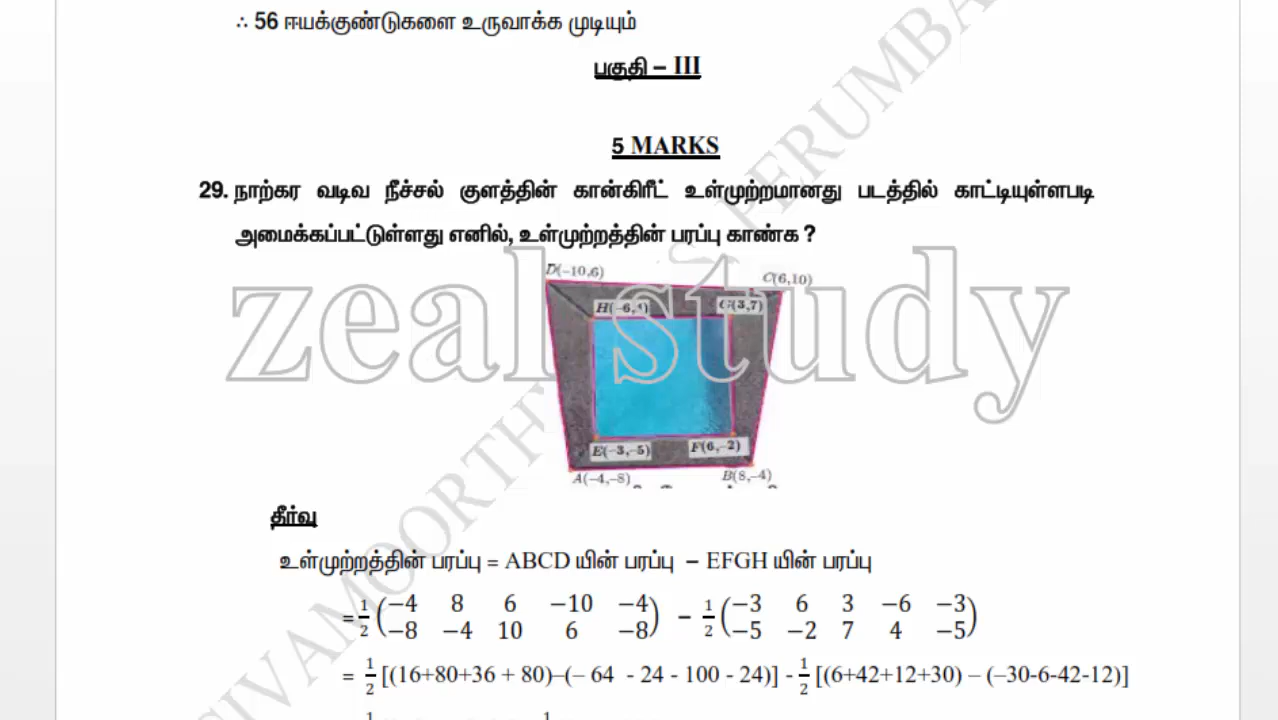 ∴ 56 ஈயக்குண்டுகளை உருவாக்க முடியும்
பகுதி – III
5 MARKS
29. நாற்கர வடிவ நீச்சல் குளத்தின் கான்கிரீட் உள்முற்றமானது படத்தில் காட்டியுள்ளபடி
அமைக்கப்பட்டுள்ளது எனில், உள்முற்றத்தின் பரப்பு காண்க ?
D(−10,6)
C(6,10)
H(−6,4)
G(3,7)
zeal study
E(−3,−5)
F(6,−2)
A(−4,−8)
B(8,−4)
தீர்வு
உள்முற்றத்தின் பரப்பு = ABCD யின் பரப்பு – EFGH யின் பரப்பு
= 1/2 (−4 8 6 −10 −4 / −8 −4 10 6 −8) – 1/2 (−3 6 3 −6 −3 / −5 −2 7 4 −5)
= 1/2 [(16+80+36 + 80)–(– 64 - 24 - 100 - 24)] - 1/2 [(6+42+12+30) – (–30-6-42-12)]